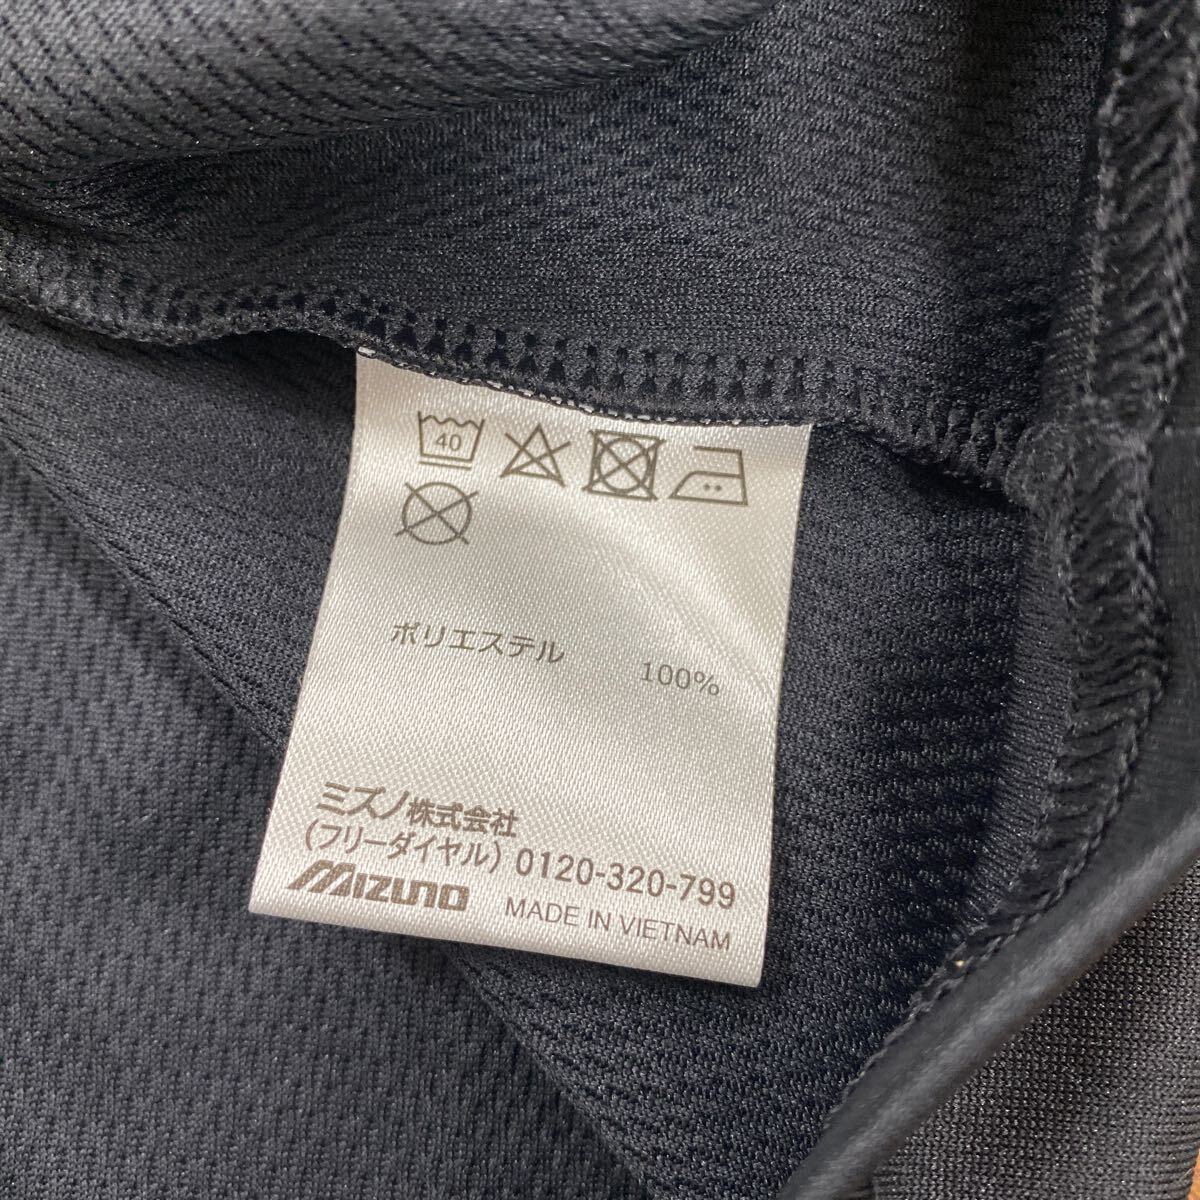 40
ポリエステル 100%
ミズノ株式会社
(フリーダイヤル) 0120-320-799
MIZUNO MADE IN VIETNAM